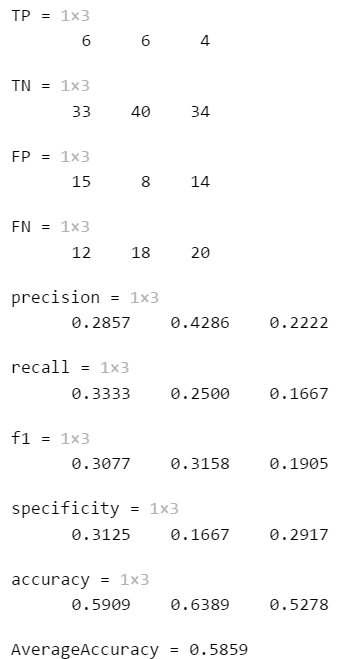 TP = 1×3
6 6 4
TN = 1×3
33 40 34
FP = 1×3
15 8 14
FN = 1×3
12 18 20
precision = 1×3
0.2857 0.4286 0.2222
recall = 1×3
0.3333 0.2500 0.1667
f1 = 1×3
0.3077 0.3158 0.1905
specificity = 1×3
0.3125 0.1667 0.2917
accuracy = 1×3
0.5909 0.6389 0.5278
AverageAccuracy = 0.5859